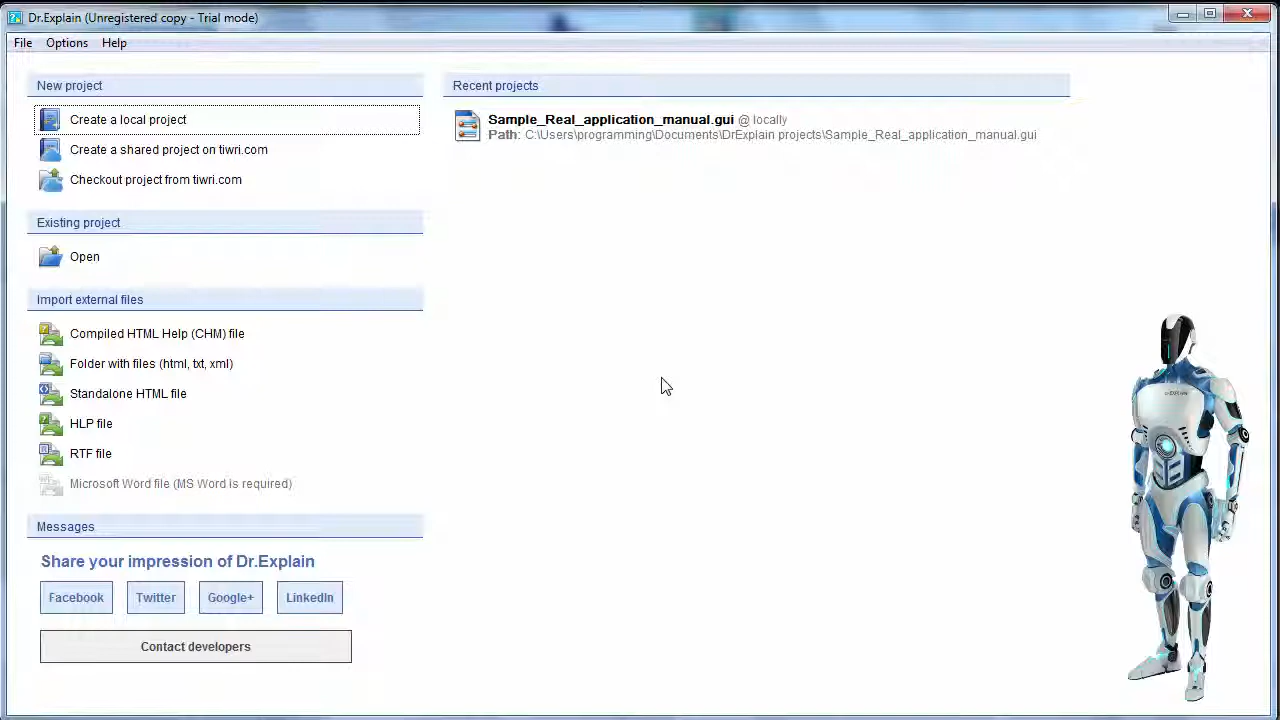 Dr.Explain (Unregistered copy - Trial mode)
File Options Help
New project
Create a local project
Create a shared project on tiwri.com
Checkout project from tiwri.com
Existing project
Open
Import external files
Compiled HTML Help (CHM) file
Folder with files (html, txt, xml)
Standalone HTML file
HLP file
RTF file
Microsoft Word file (MS Word is required)
Messages
Share your impression of Dr.Explain
Facebook Twitter Google+ LinkedIn
Contact developers
Recent projects
Sample_Real_application_manual.gui @ locally
Path: C:\Users\programming\Documents\DrExplain projects\Sample_Real_application_manual.gui